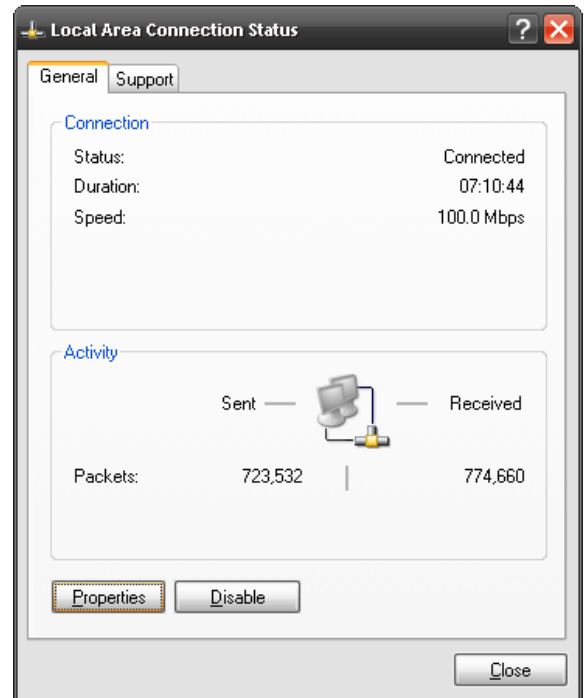 Local Area Connection Status
General Support
Connection
Status: Connected
Duration: 07:10:44
Speed: 100.0 Mbps
Activity
Sent Received
Packets: 723,532 774,660
Properties Disable
Close